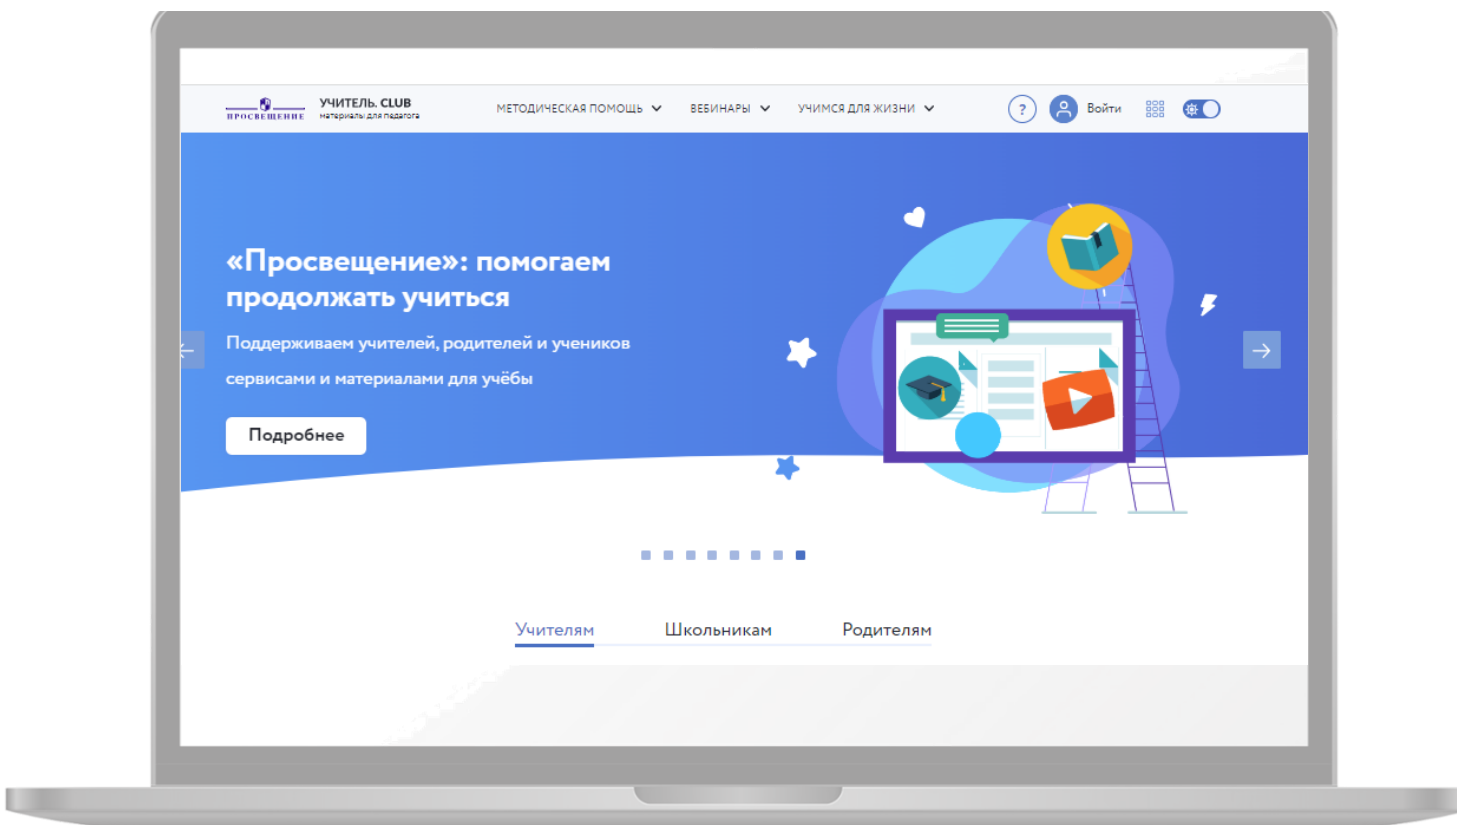 ПРОСВЕЩЕНИЕ
УЧИТЕЛЬ. CLUB
материалы для педагога
МЕТОДИЧЕСКАЯ ПОМОЩЬ
ВЕБИНАРЫ
УЧИМСЯ ДЛЯ ЖИЗНИ
?
Войти
«Просвещение»: помогаем
продолжать учиться
Поддерживаем учителей, родителей и учеников
сервисами и материалами для учёбы
Подробнее
Учителям
Школьникам
Родителям